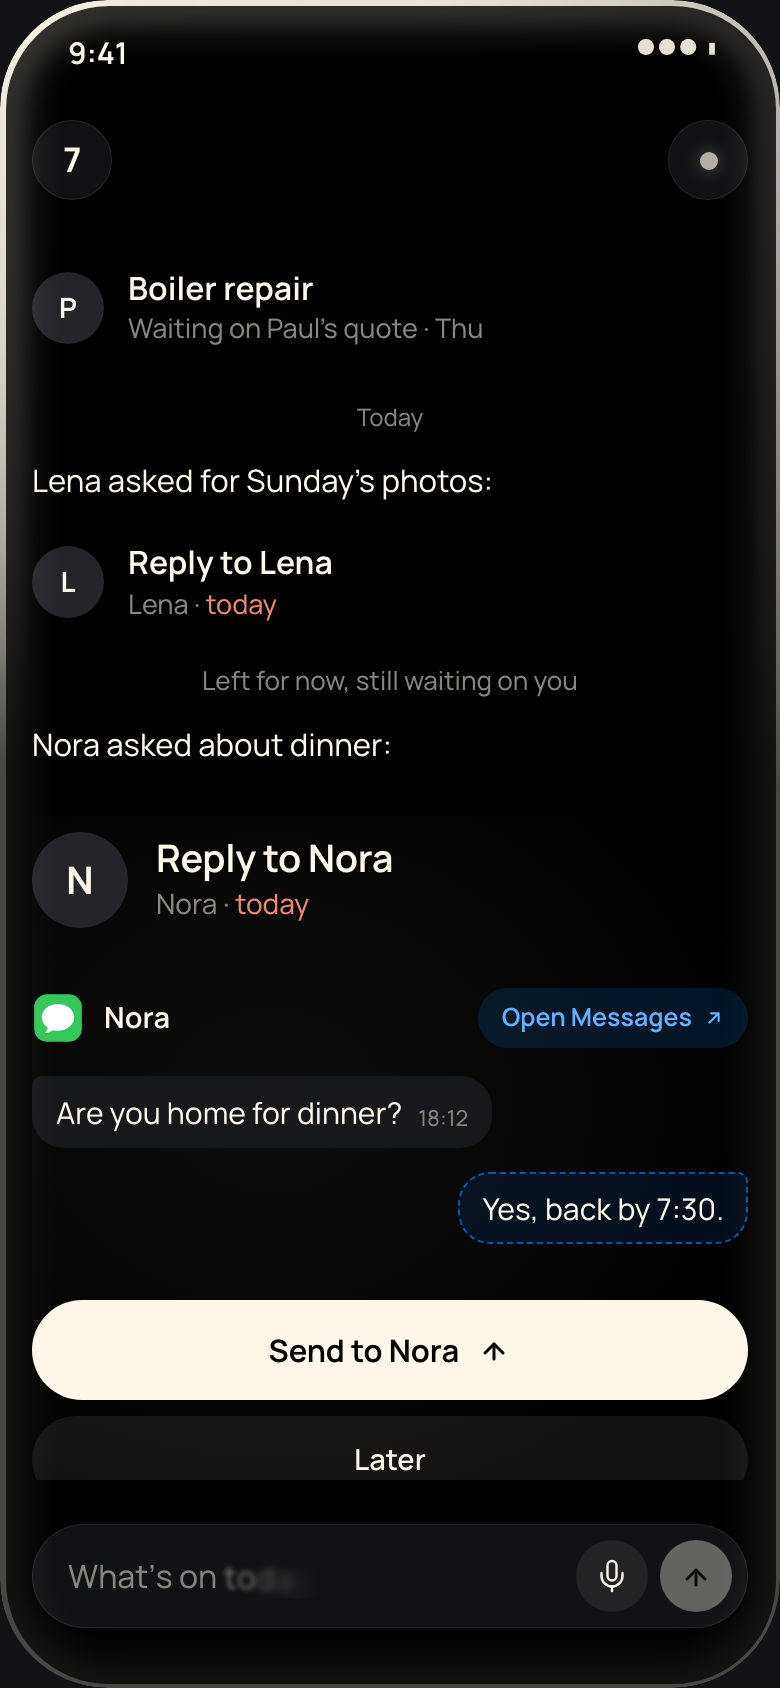 9:41
7
P
Boiler repair
Waiting on Paul's quote · Thu
Today
Lena asked for Sunday's photos:
L
Reply to Lena
Lena · today
Left for now, still waiting on you
Nora asked about dinner:
N
Reply to Nora
Nora · today
Nora
Open Messages ↗
Are you home for dinner? 18:12
Yes, back by 7:30.
Send to Nora ↑
Later
What's on